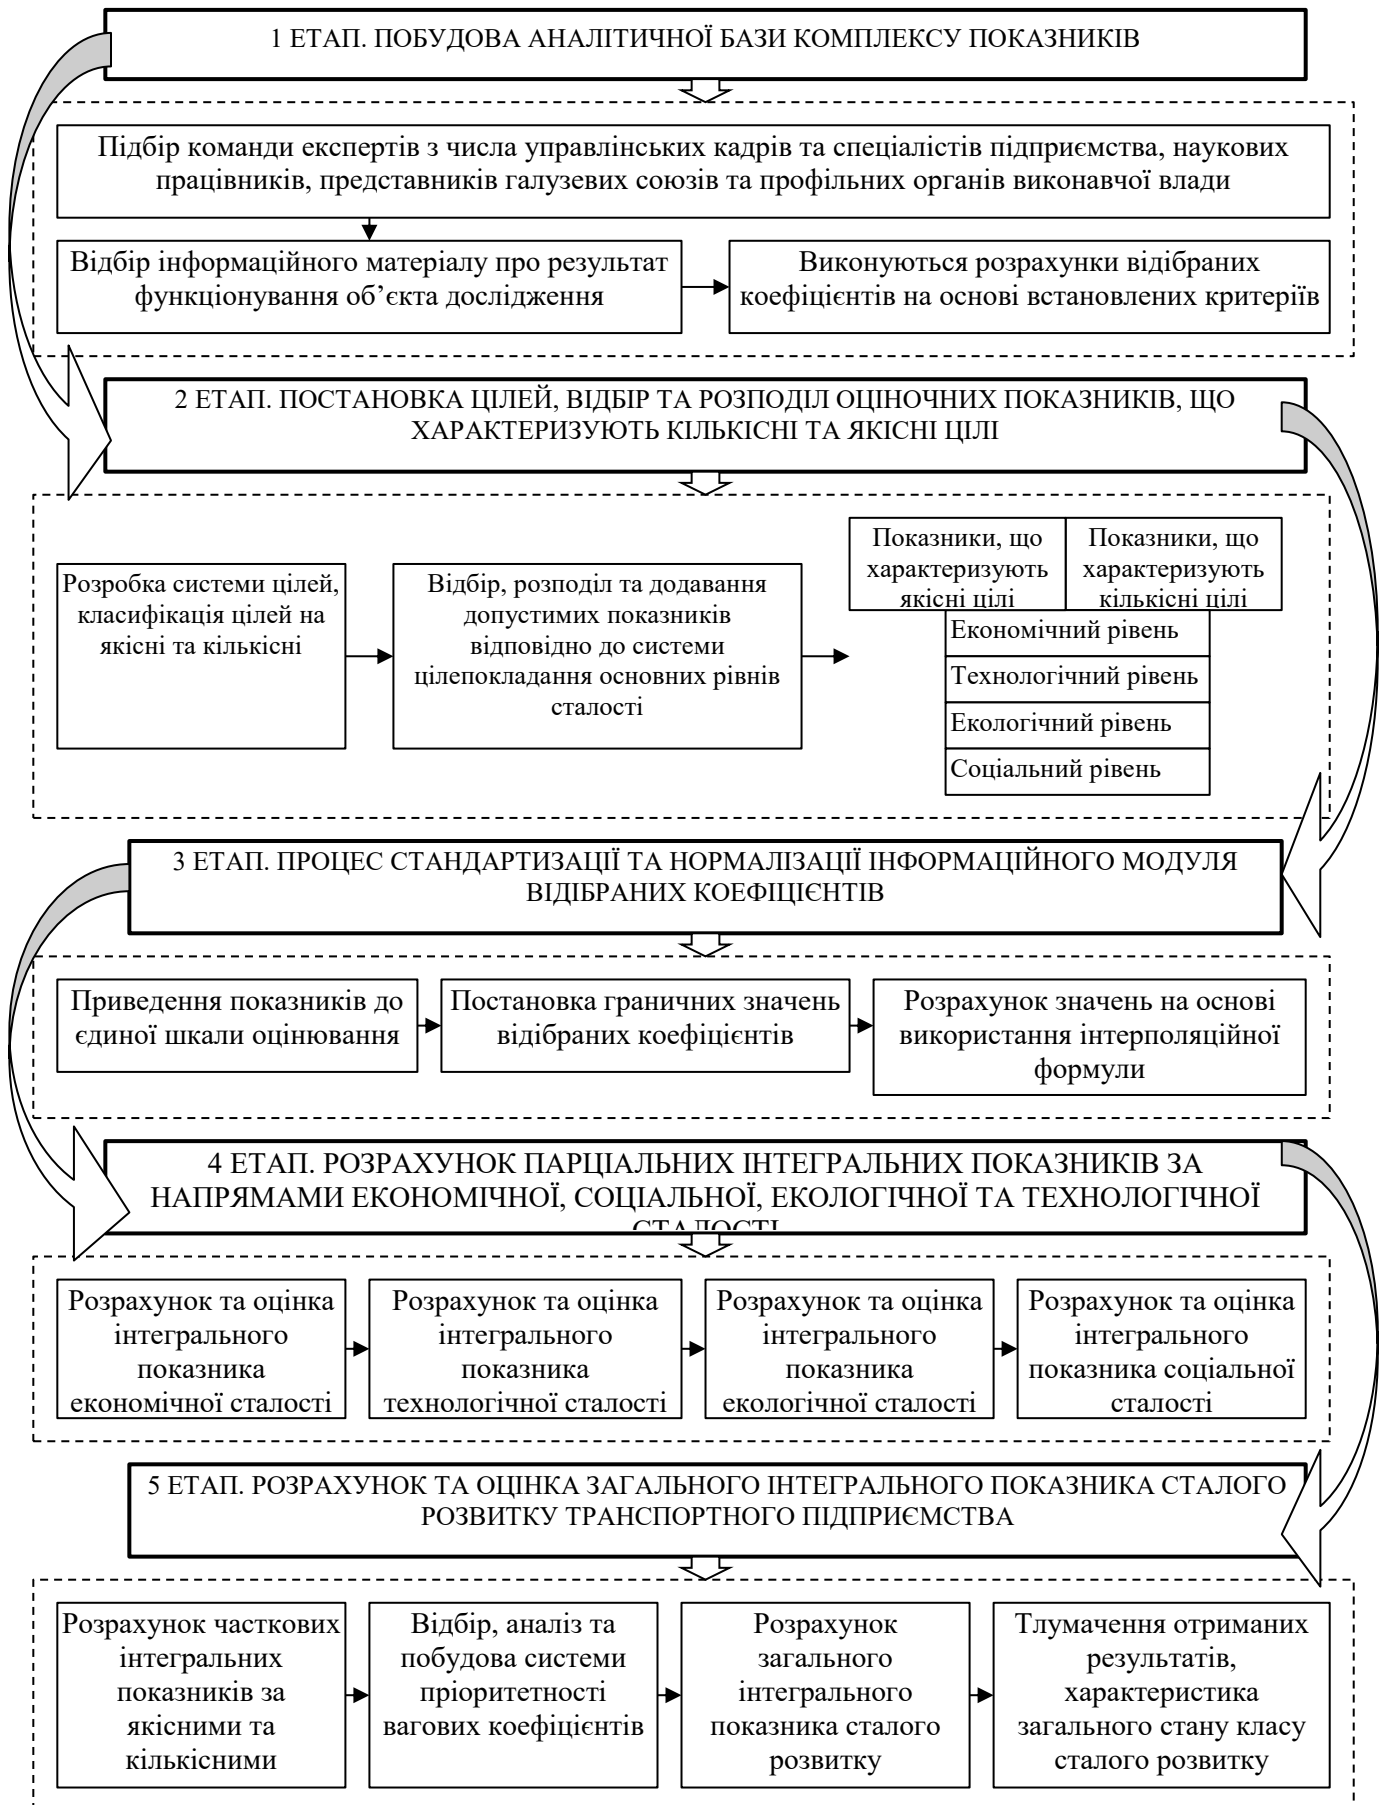 1 ЕТАП. ПОБУДОВА АНАЛІТИЧНОЇ БАЗИ КОМПЛЕКСУ ПОКАЗНИКІВ
Підбір команди експертів з числа управлінських кадрів та спеціалістів підприємства, наукових
працівників, представників галузевих союзів та профільних органів виконавчої влади
Відбір інформаційного матеріалу про результат
функціонування об’єкта дослідження
Виконуються розрахунки відібраних
коефіцієнтів на основі встановлених критеріїв
2 ЕТАП. ПОСТАНОВКА ЦІЛЕЙ, ВІДБІР ТА РОЗПОДІЛ ОЦІНОЧНИХ ПОКАЗНИКІВ, ЩО
ХАРАКТЕРИЗУЮТЬ КІЛЬКІСНІ ТА ЯКІСНІ ЦІЛІ
Розробка системи цілей,
класифікація цілей на
якісні та кількісні
Відбір, розподіл та додавання
допустимих показників
відповідно до системи
цілепокладання основних рівнів
сталості
Показники, що
характеризують
якісні цілі
Показники, що
характеризують
кількісні цілі
Економічний рівень
Технологічний рівень
Екологічний рівень
Соціальний рівень
3 ЕТАП. ПРОЦЕС СТАНДАРТИЗАЦІЇ ТА НОРМАЛІЗАЦІЇ ІНФОРМАЦІЙНОГО МОДУЛЯ
ВІДІБРАНИХ КОЕФІЦІЄНТІВ
Приведення показників до
єдиної шкали оцінювання
Постановка граничних значень
відібраних коефіцієнтів
Розрахунок значень на основі
використання інтерполяційної
формули
4 ЕТАП. РОЗРАХУНОК ПАРЦІАЛЬНИХ ІНТЕГРАЛЬНИХ ПОКАЗНИКІВ ЗА
НАПРЯМАМИ ЕКОНОМІЧНОЇ, СОЦІАЛЬНОЇ, ЕКОЛОГІЧНОЇ ТА ТЕХНОЛОГІЧНОЇ
СТАЛОСТІ
Розрахунок та оцінка
інтегрального
показника
економічної сталості
Розрахунок та оцінка
інтегрального
показника
технологічної сталості
Розрахунок та оцінка
інтегрального
показника
екологічної сталості
Розрахунок та оцінка
інтегрального
показника соціальної
сталості
5 ЕТАП. РОЗРАХУНОК ТА ОЦІНКА ЗАГАЛЬНОГО ІНТЕГРАЛЬНОГО ПОКАЗНИКА СТАЛОГО
РОЗВИТКУ ТРАНСПОРТНОГО ПІДПРИЄМСТВА
Розрахунок часткових
інтегральних
показників за
якісними та
кількісними
Відбір, аналіз та
побудова системи
пріоритетності
вагових коефіцієнтів
Розрахунок
загального
інтегрального
показника сталого
розвитку
Тлумачення отриманих
результатів,
характеристика
загального стану класу
сталого розвитку